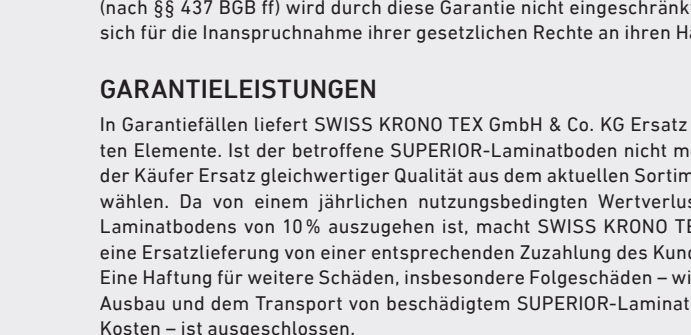 (nach §§ 437 BGB ff) wird durch diese Garantie nicht eingeschränk
sich für die Inanspruchnahme ihrer gesetzlichen Rechte an ihren
GARANTIELEISTUNGEN
In Garantiefällen liefert SWISS KRONO TEX GmbH & Co. KG Ersatz
ten Elemente. Ist der betroffene SUPERIOR-Laminatboden nicht
der Käufer Ersatz gleichwertiger Qualität aus dem aktuellen Sortim
wählen. Da von einem jährlichen nutzungsbedingten Wertverlus
Laminatbodens von 10 % auszugehen ist, macht SWISS KRONO TE
eine Ersatzlieferung von einer entsprechenden Zuzahlung des Kund
Eine Haftung für weitere Schäden, insbesondere Folgeschäden – wi
Ausbau und dem Transport von beschädigtem SUPERIOR-Laminat
Kosten – ist ausgeschlossen.